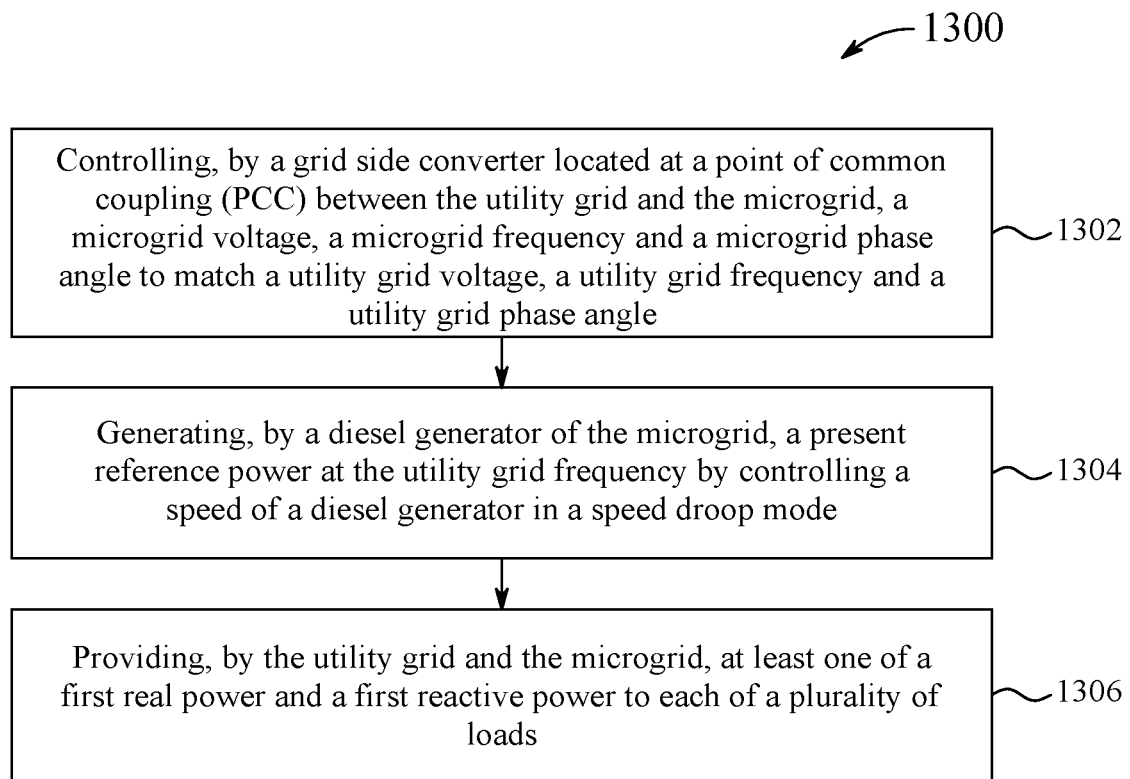 1300
Controlling, by a grid side converter located at a point of common
coupling (PCC) between the utility grid and the microgrid, a
microgrid voltage, a microgrid frequency and a microgrid phase
angle to match a utility grid voltage, a utility grid frequency and a
utility grid phase angle
1302
Generating, by a diesel generator of the microgrid, a present
reference power at the utility grid frequency by controlling a
speed of a diesel generator in a speed droop mode
1304
Providing, by the utility grid and the microgrid, at least one of a
first real power and a first reactive power to each of a plurality of
loads
1306